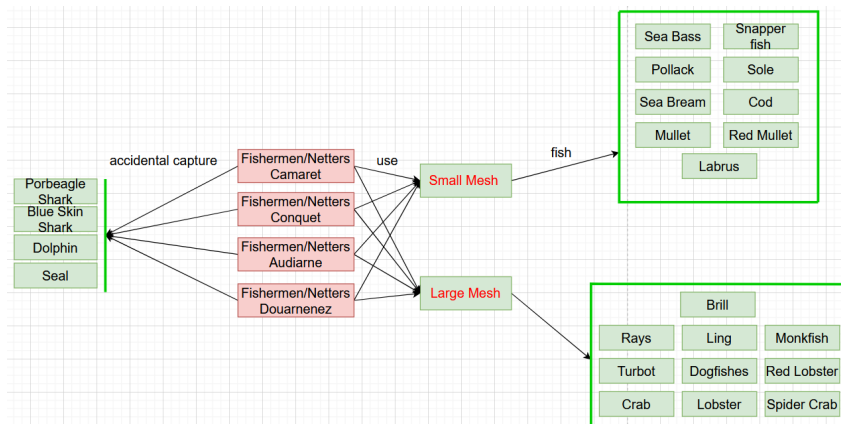 Sea Bass
Snapper
fish
Pollack
Sole
Sea Bream
Cod
Mullet
Red Mullet
Labrus
accidental capture
Fishermen/Netters
Camaret
use
fish
Small Mesh
Porbeagle
Shark
Blue Skin
Shark
Dolphin
Seal
Fishermen/Netters
Conquet
Fishermen/Netters
Audiarne
Fishermen/Netters
Douarnenez
Large Mesh
Brill
Rays
Ling
Monkfish
Turbot
Dogfishes
Red Lobster
Crab
Lobster
Spider Crab